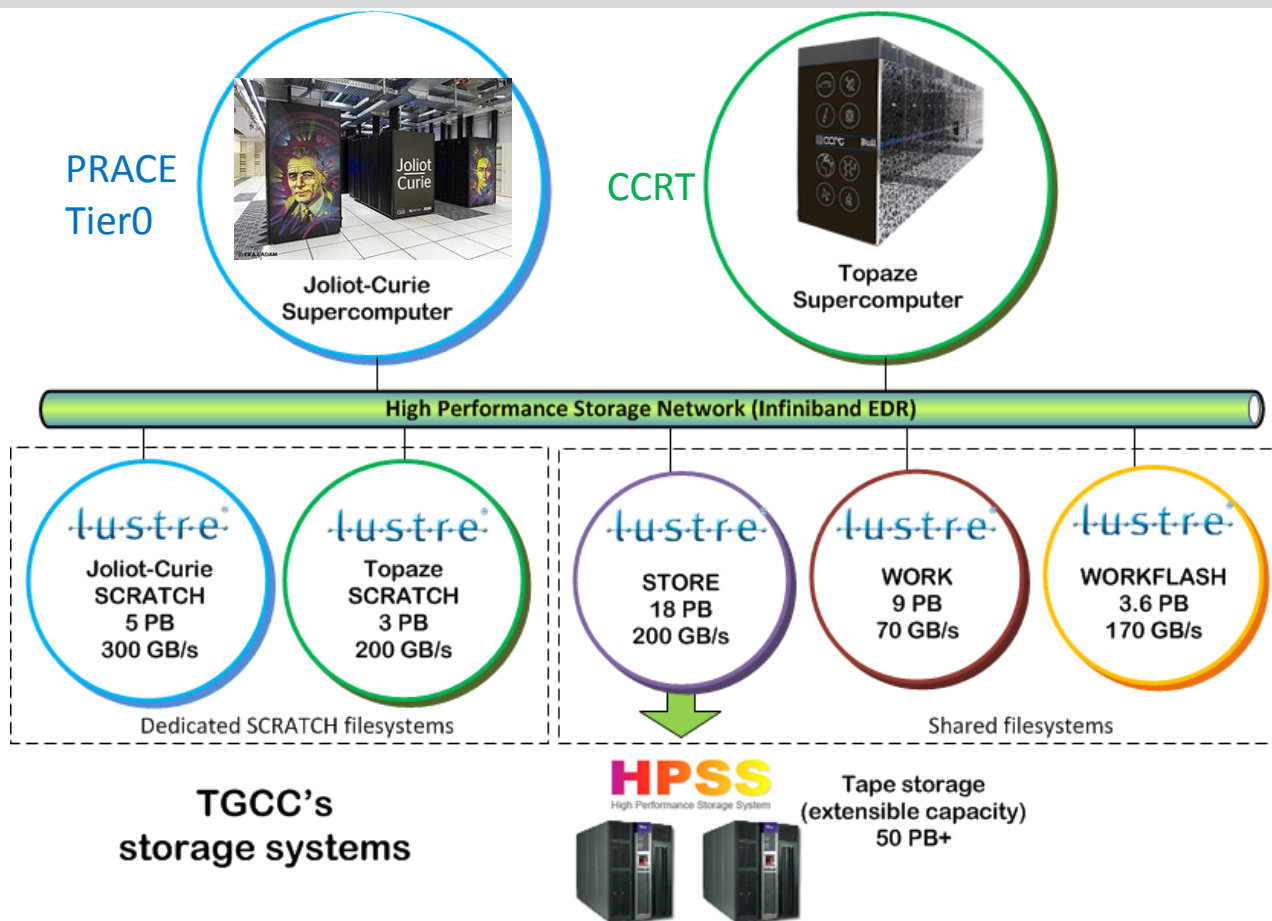 PRACE
Tier0
Joliot
Curie
Joliot-Curie
Supercomputer
CCRT
ccrt
Bull
Topaze
Supercomputer
High Performance Storage Network (Infiniband EDR)
lustre
Joliot-Curie
SCRATCH
5 PB
300 GB/s
lustre
Topaze
SCRATCH
3 PB
200 GB/s
Dedicated SCRATCH filesystems
lustre
STORE
18 PB
200 GB/s
lustre
WORK
9 PB
70 GB/s
lustre
WORKFLASH
3.6 PB
170 GB/s
Shared filesystems
TGCC's
storage systems
HPSS
High Performance Storage System
Tape storage
(extensible capacity)
50 PB+